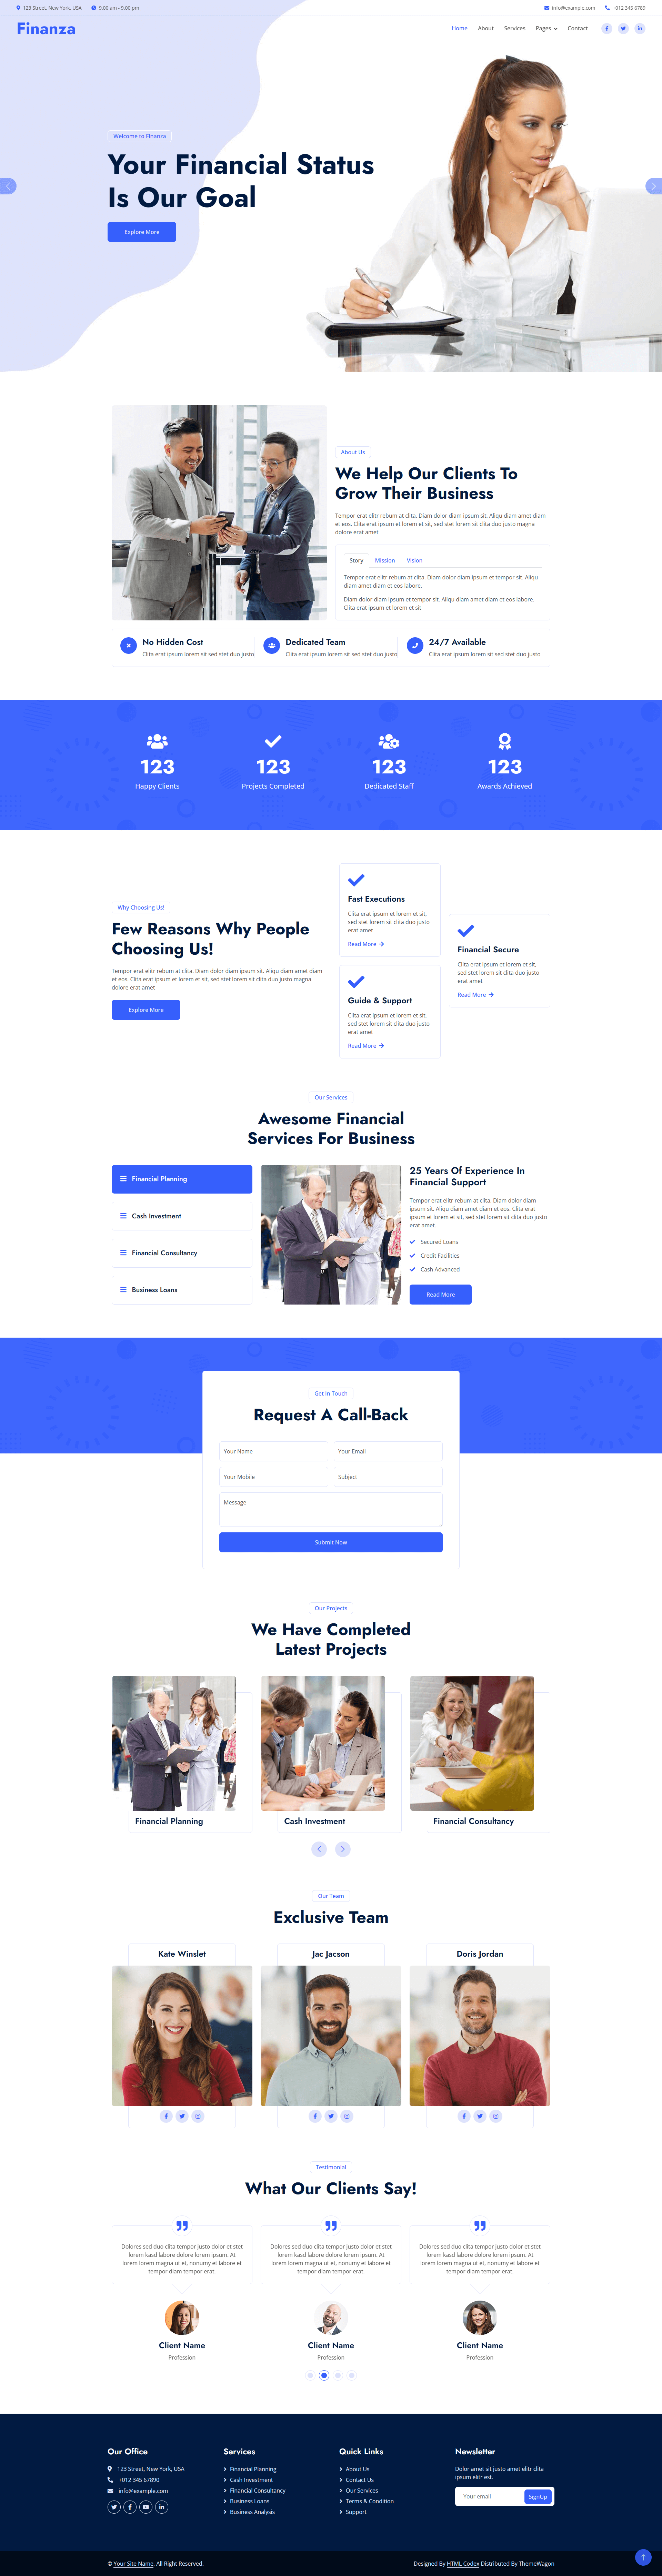 123 Street, New York, USA
9.00 am - 9.00 pm
info@example.com
+012 345 6789
Finanza
Home
About
Services
Pages
Contact
Welcome to Finanza
Your Financial Status
Is Our Goal
Explore More
About Us
We Help Our Clients To
Grow Their Business
Tempor erat elitr rebum at clita. Diam dolor diam ipsum sit. Aliqu diam amet diam
et eos. Clita erat ipsum et lorem et sit, sed stet lorem sit clita duo justo magna
dolore erat amet
Story
Mission
Vision
Tempor erat elitr rebum at clita. Diam dolor diam ipsum et tempor sit. Aliqu
diam amet diam et eos labore.
Diam dolor diam ipsum et tempor sit. Aliqu diam amet diam et eos labore.
Clita erat ipsum et lorem et sit
No Hidden Cost
Clita erat ipsum lorem sit sed stet duo justo
Dedicated Team
Clita erat ipsum lorem sit sed stet duo justo
24/7 Available
Clita erat ipsum lorem sit sed stet duo justo
123
Happy Clients
123
Projects Completed
123
Dedicated Staff
123
Awards Achieved
Why Choosing Us!
Few Reasons Why People
Choosing Us!
Tempor erat elitr rebum at clita. Diam dolor diam ipsum sit. Aliqu diam amet diam
et eos. Clita erat ipsum et lorem et sit, sed stet lorem sit clita duo justo magna
dolore erat amet
Explore More
Fast Executions
Clita erat ipsum et lorem et sit,
sed stet lorem sit clita duo justo
erat amet
Read More
Guide & Support
Clita erat ipsum et lorem et sit,
sed stet lorem sit clita duo justo
erat amet
Read More
Financial Secure
Clita erat ipsum et lorem et sit,
sed stet lorem sit clita duo justo
erat amet
Read More
Our Services
Awesome Financial
Services For Business
Financial Planning
Cash Investment
Financial Consultancy
Business Loans
25 Years Of Experience In
Financial Support
Tempor erat elitr rebum at clita. Diam dolor diam
ipsum sit. Aliqu diam amet diam et eos. Clita erat
ipsum et lorem et sit, sed stet lorem sit clita duo justo
erat amet.
Secured Loans
Credit Facilities
Cash Advanced
Read More
Get In Touch
Request A Call-Back
Your Name
Your Email
Your Mobile
Subject
Message
Submit Now
Our Projects
We Have Completed
Latest Projects
Financial Planning
Cash Investment
Financial Consultancy
Our Team
Exclusive Team
Kate Winslet
Jac Jacson
Doris Jordan
Testimonial
What Our Clients Say!
Dolores sed duo clita tempor justo dolor et stet
lorem kasd labore dolore lorem ipsum. At
lorem lorem magna ut et, nonumy et labore et
tempor diam tempor erat.
Client Name
Profession
Dolores sed duo clita tempor justo dolor et stet
lorem kasd labore dolore lorem ipsum. At
lorem lorem magna ut et, nonumy et labore et
tempor diam tempor erat.
Client Name
Profession
Dolores sed duo clita tempor justo dolor et stet
lorem kasd labore dolore lorem ipsum. At
lorem lorem magna ut et, nonumy et labore et
tempor diam tempor erat.
Client Name
Profession
Our Office
123 Street, New York, USA
+012 345 67890
info@example.com
Services
Financial Planning
Cash Investment
Financial Consultancy
Business Loans
Business Analysis
Quick Links
About Us
Contact Us
Our Services
Terms & Condition
Support
Newsletter
Dolor amet sit justo amet elitr clita
ipsum elitr est.
Your email
SignUp
© Your Site Name, All Right Reserved.
Designed By HTML Codex Distributed By ThemeWagon